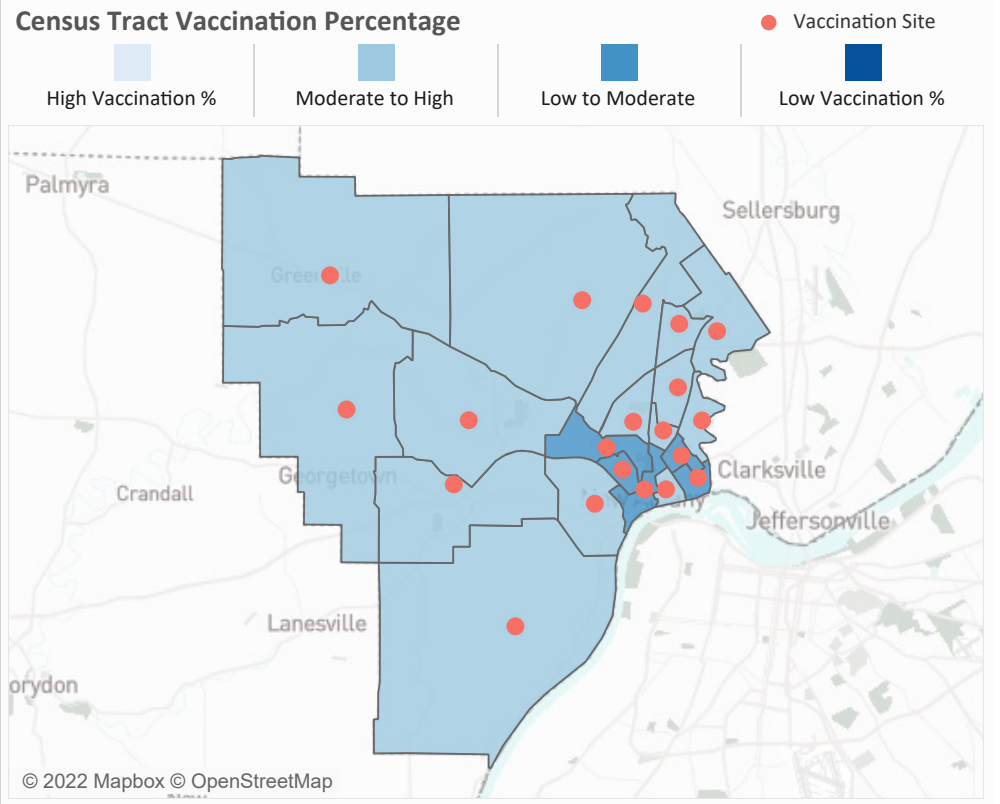 Census Tract Vaccination Percentage
Vaccination Site
High Vaccination %
Moderate to High
Low to Moderate
Low Vaccination %
Palmyra
Sellersburg
Georgetown
Clarksville
Crandall
Jeffersonville
Lanesville
orydon
© 2022 Mapbox © OpenStreetMap